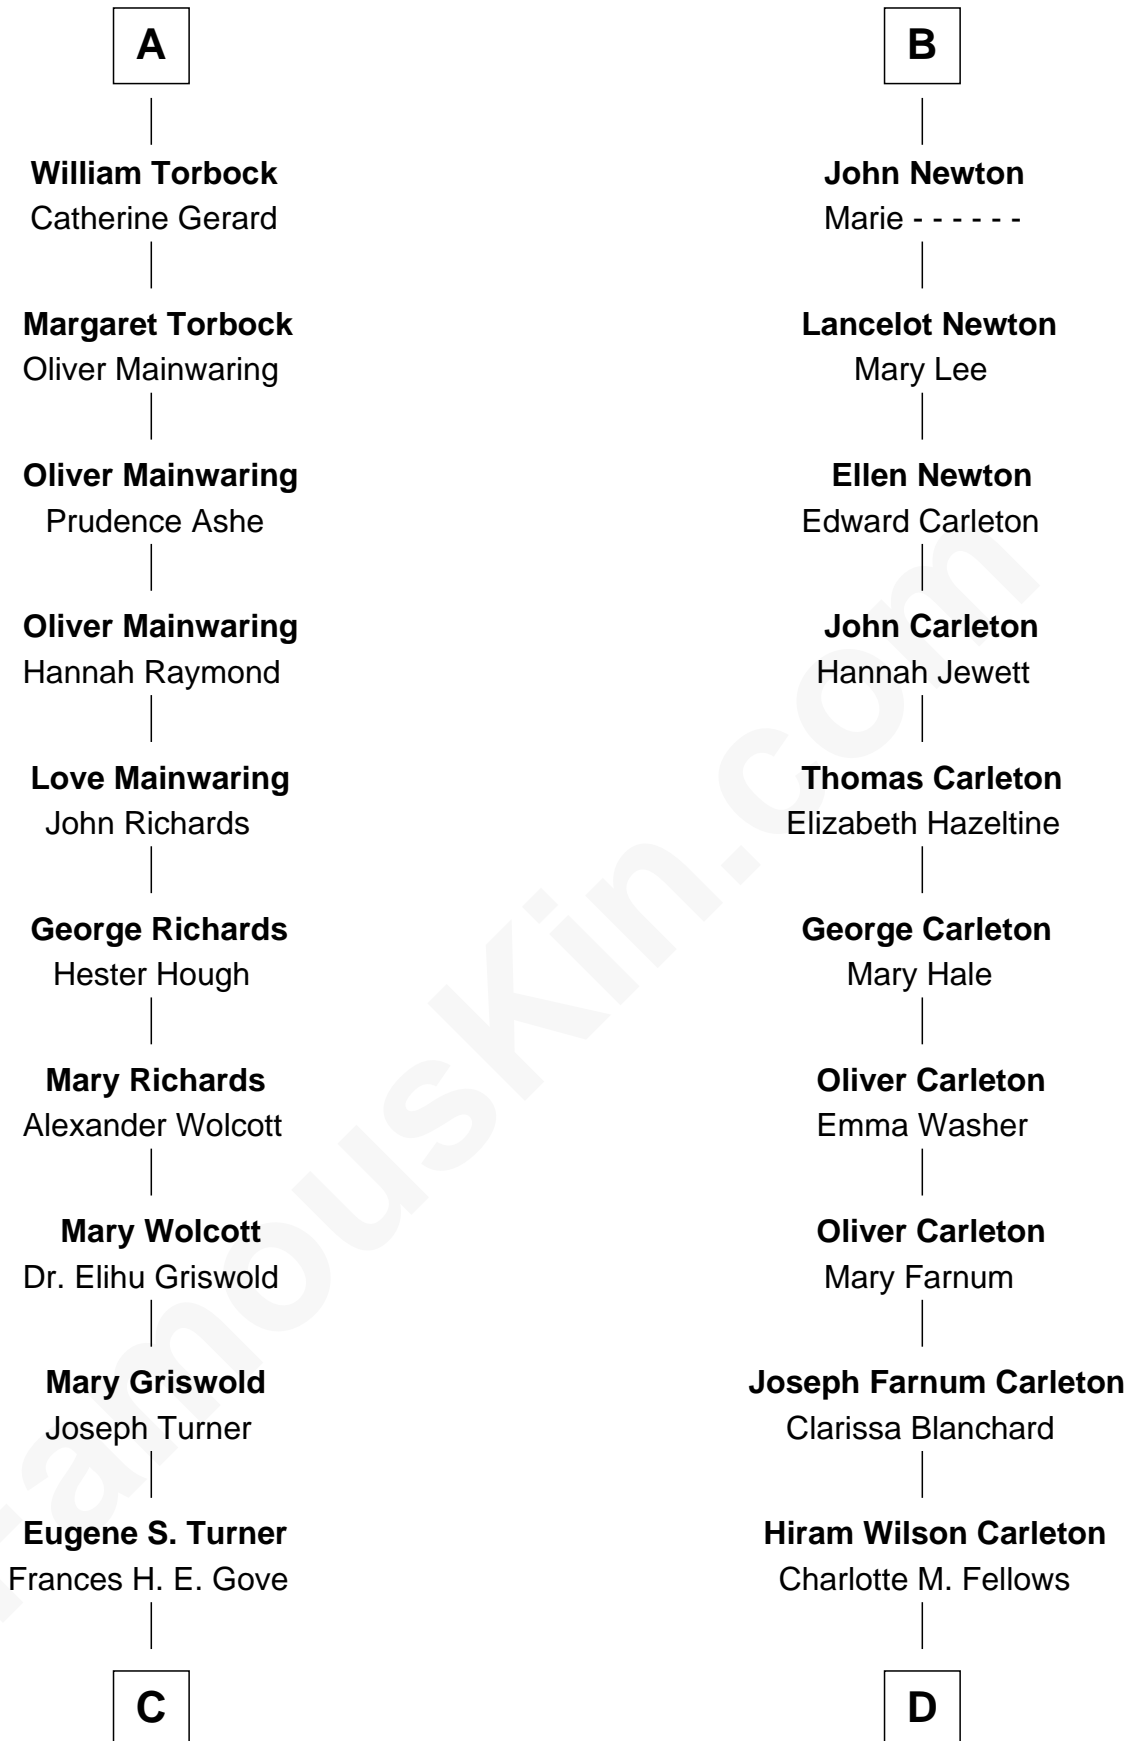 A
William Torbock
Catherine Gerard
Margaret Torbock
Oliver Mainwaring
Oliver Mainwaring
Prudence Ashe
Oliver Mainwaring
Hannah Raymond
Love Mainwaring
John Richards
George Richards
Hester Hough
Mary Richards
Alexander Wolcott
Mary Wolcott
Dr. Elihu Griswold
Mary Griswold
Joseph Turner
Eugene S. Turner
Frances H. E. Gove
C
B
John Newton
Marie - - - - - -
Lancelot Newton
Mary Lee
Ellen Newton
Edward Carleton
John Carleton
Hannah Jewett
Thomas Carleton
Elizabeth Hazeltine
George Carleton
Mary Hale
Oliver Carleton
Emma Washer
Oliver Carleton
Mary Farnum
Joseph Farnum Carleton
Clarissa Blanchard
Hiram Wilson Carleton
Charlotte M. Fellows
D
FamousKin.com